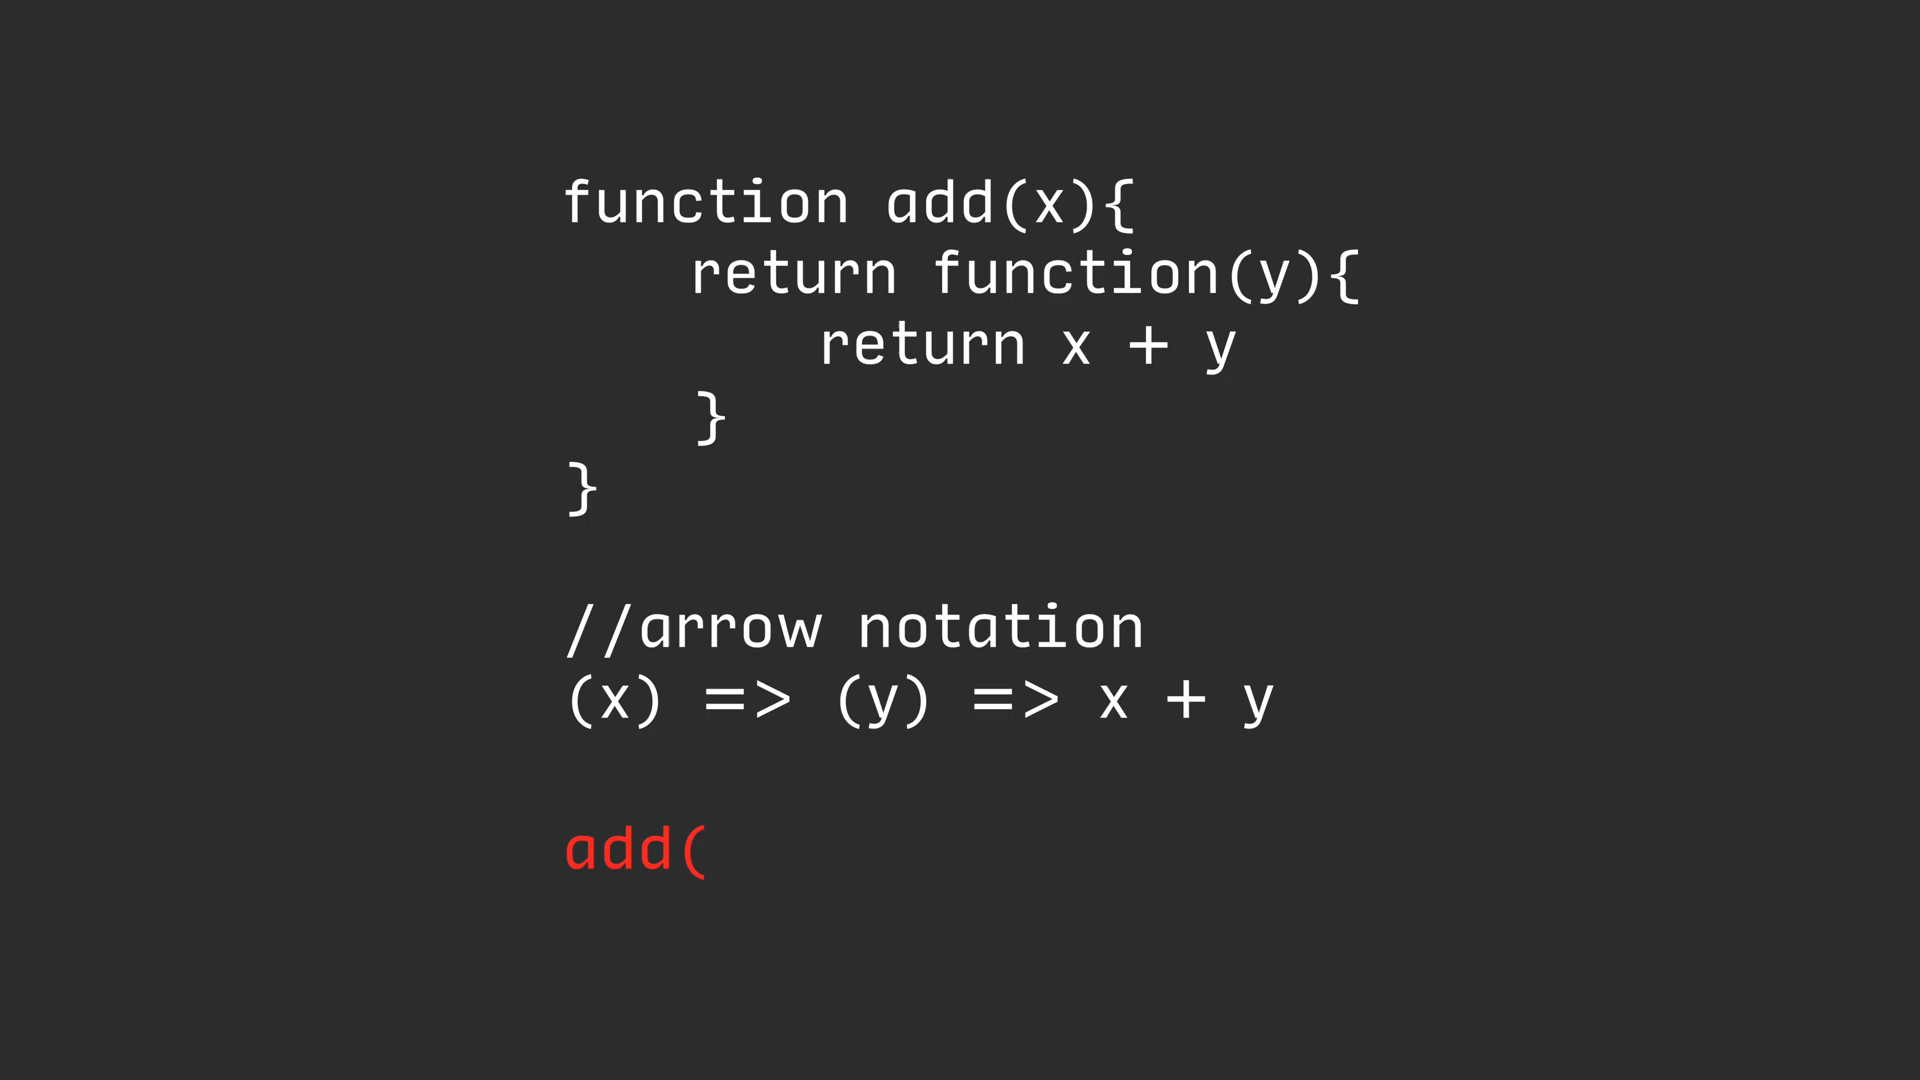 function add(x){
return function(y){
return x + y
}
}
//arrow notation
(x) => (y) => x + y
add(